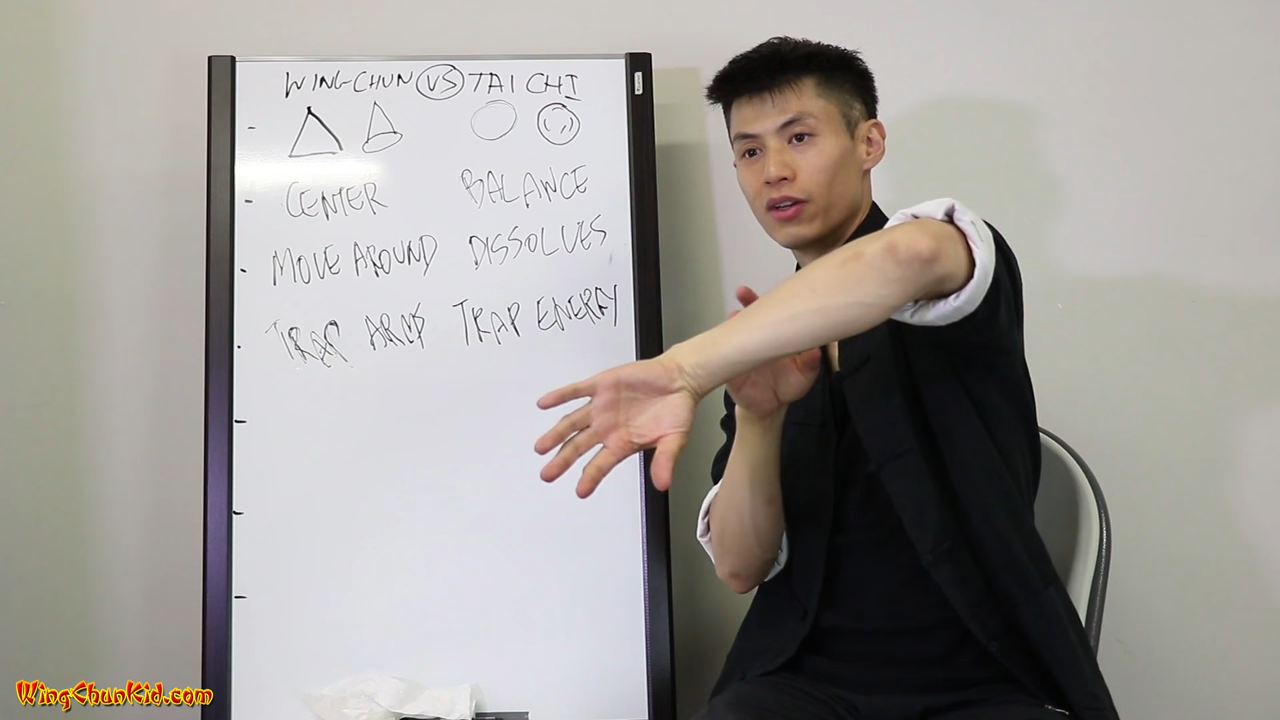 WING CHUN VS TAI CHI
CENTER BALANCE
MOVE AROUND DISSOLVES
TRAP ARMS TRAP ENERGY
WingChunKid.com